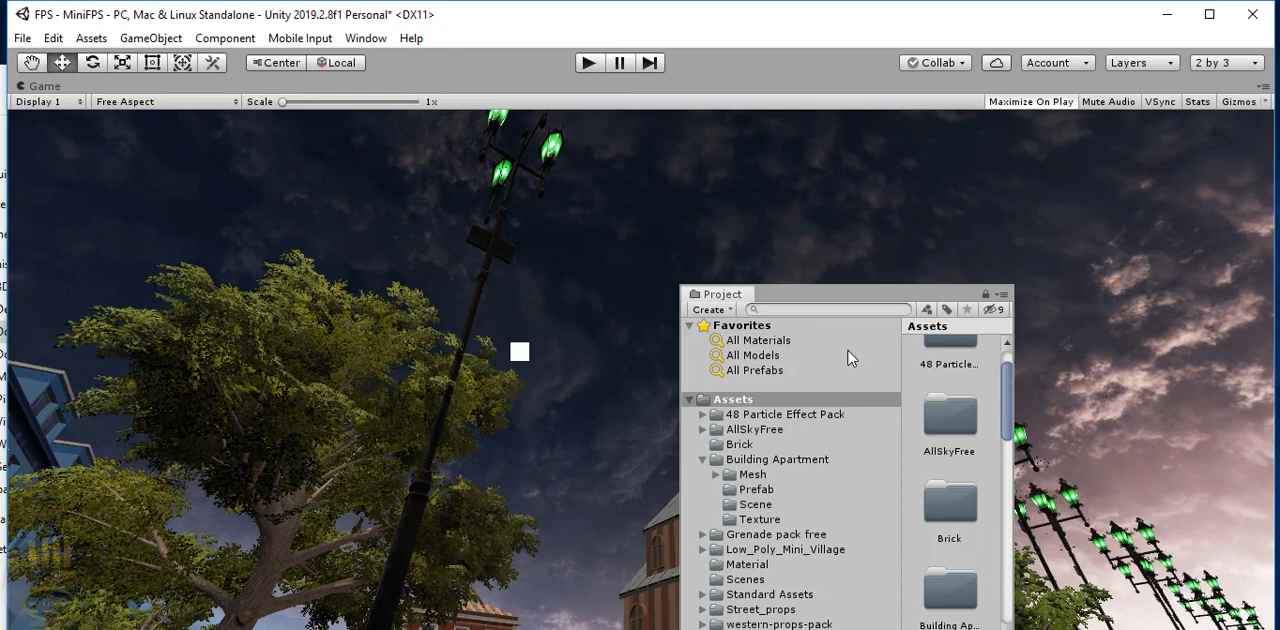 FPS - MiniFPS - PC, Mac & Linux Standalone - Unity 2019.2.8f1 Personal* <DX11>
File Edit Assets GameObject Component Mobile Input Window Help
Center Local Collab Account Layers 2 by 3
Game
Display 1 Free Aspect Scale 1x Maximize On Play Mute Audio VSync Stats Gizmos
Project
Create 9
Favorites
Assets
All Materials
All Models
All Prefabs
48 Particle...
Assets
48 Particle Effect Pack
AllSkyFree
Brick
AllSkyFree
Building Apartment
Mesh
Prefab
Scene
Texture
Grenade pack free
Brick
Low_Poly_Mini_Village
Material
Scenes
Standard Assets
Street_props
western-props-pack
Building Ap...